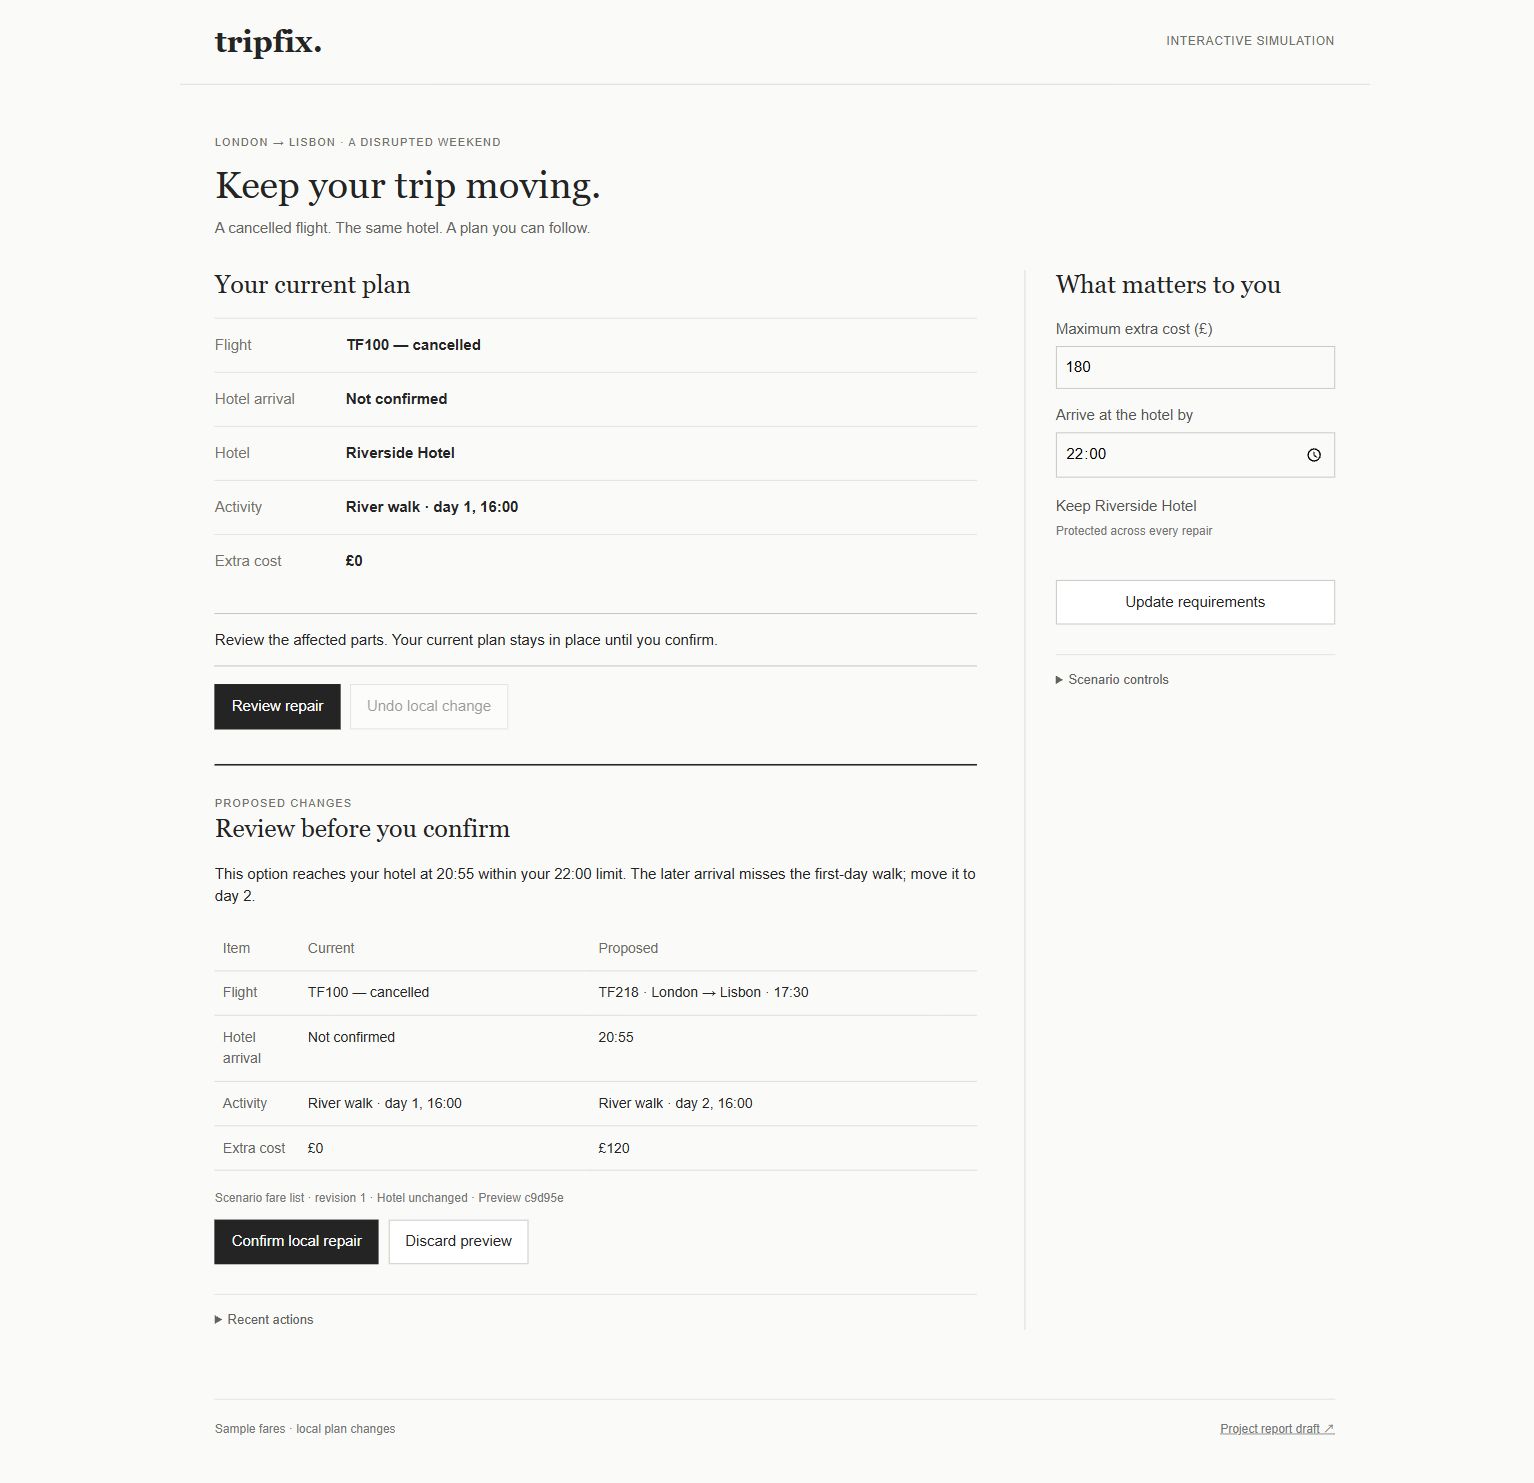 tripfix.
INTERACTIVE SIMULATION
LONDON → LISBON · A DISRUPTED WEEKEND
Keep your trip moving.
A cancelled flight. The same hotel. A plan you can follow.
Your current plan
Flight TF100 — cancelled
Hotel arrival Not confirmed
Hotel Riverside Hotel
Activity River walk · day 1, 16:00
Extra cost £0
Review the affected parts. Your current plan stays in place until you confirm.
Review repair Undo local change
PROPOSED CHANGES
Review before you confirm
This option reaches your hotel at 20:55 within your 22:00 limit. The later arrival misses the first-day walk; move it to
day 2.
Item Current Proposed
Flight TF100 — cancelled TF218 · London → Lisbon · 17:30
Hotel Not confirmed 20:55
arrival
Activity River walk · day 1, 16:00 River walk · day 2, 16:00
Extra cost £0 £120
Scenario fare list · revision 1 · Hotel unchanged · Preview c9d95e
Confirm local repair Discard preview
▶ Recent actions
What matters to you
Maximum extra cost (£)
180
Arrive at the hotel by
22:00
Keep Riverside Hotel
Protected across every repair
Update requirements
▶ Scenario controls
Sample fares · local plan changes
Project report draft ↗